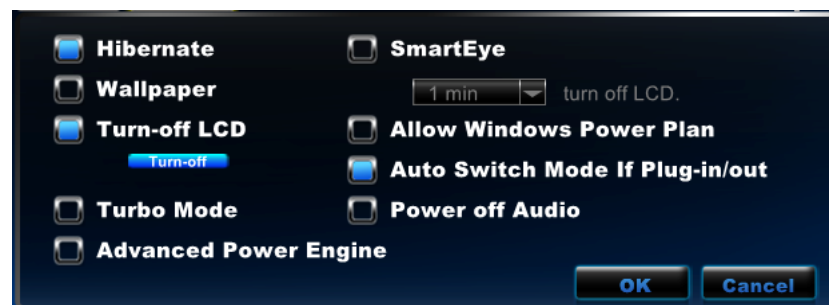 Hibernate
SmartEye
Wallpaper
1 min turn off LCD.
Turn-off LCD
Allow Windows Power Plan
Turn-off
Auto Switch Mode If Plug-in/out
Turbo Mode
Power off Audio
Advanced Power Engine
OK
Cancel